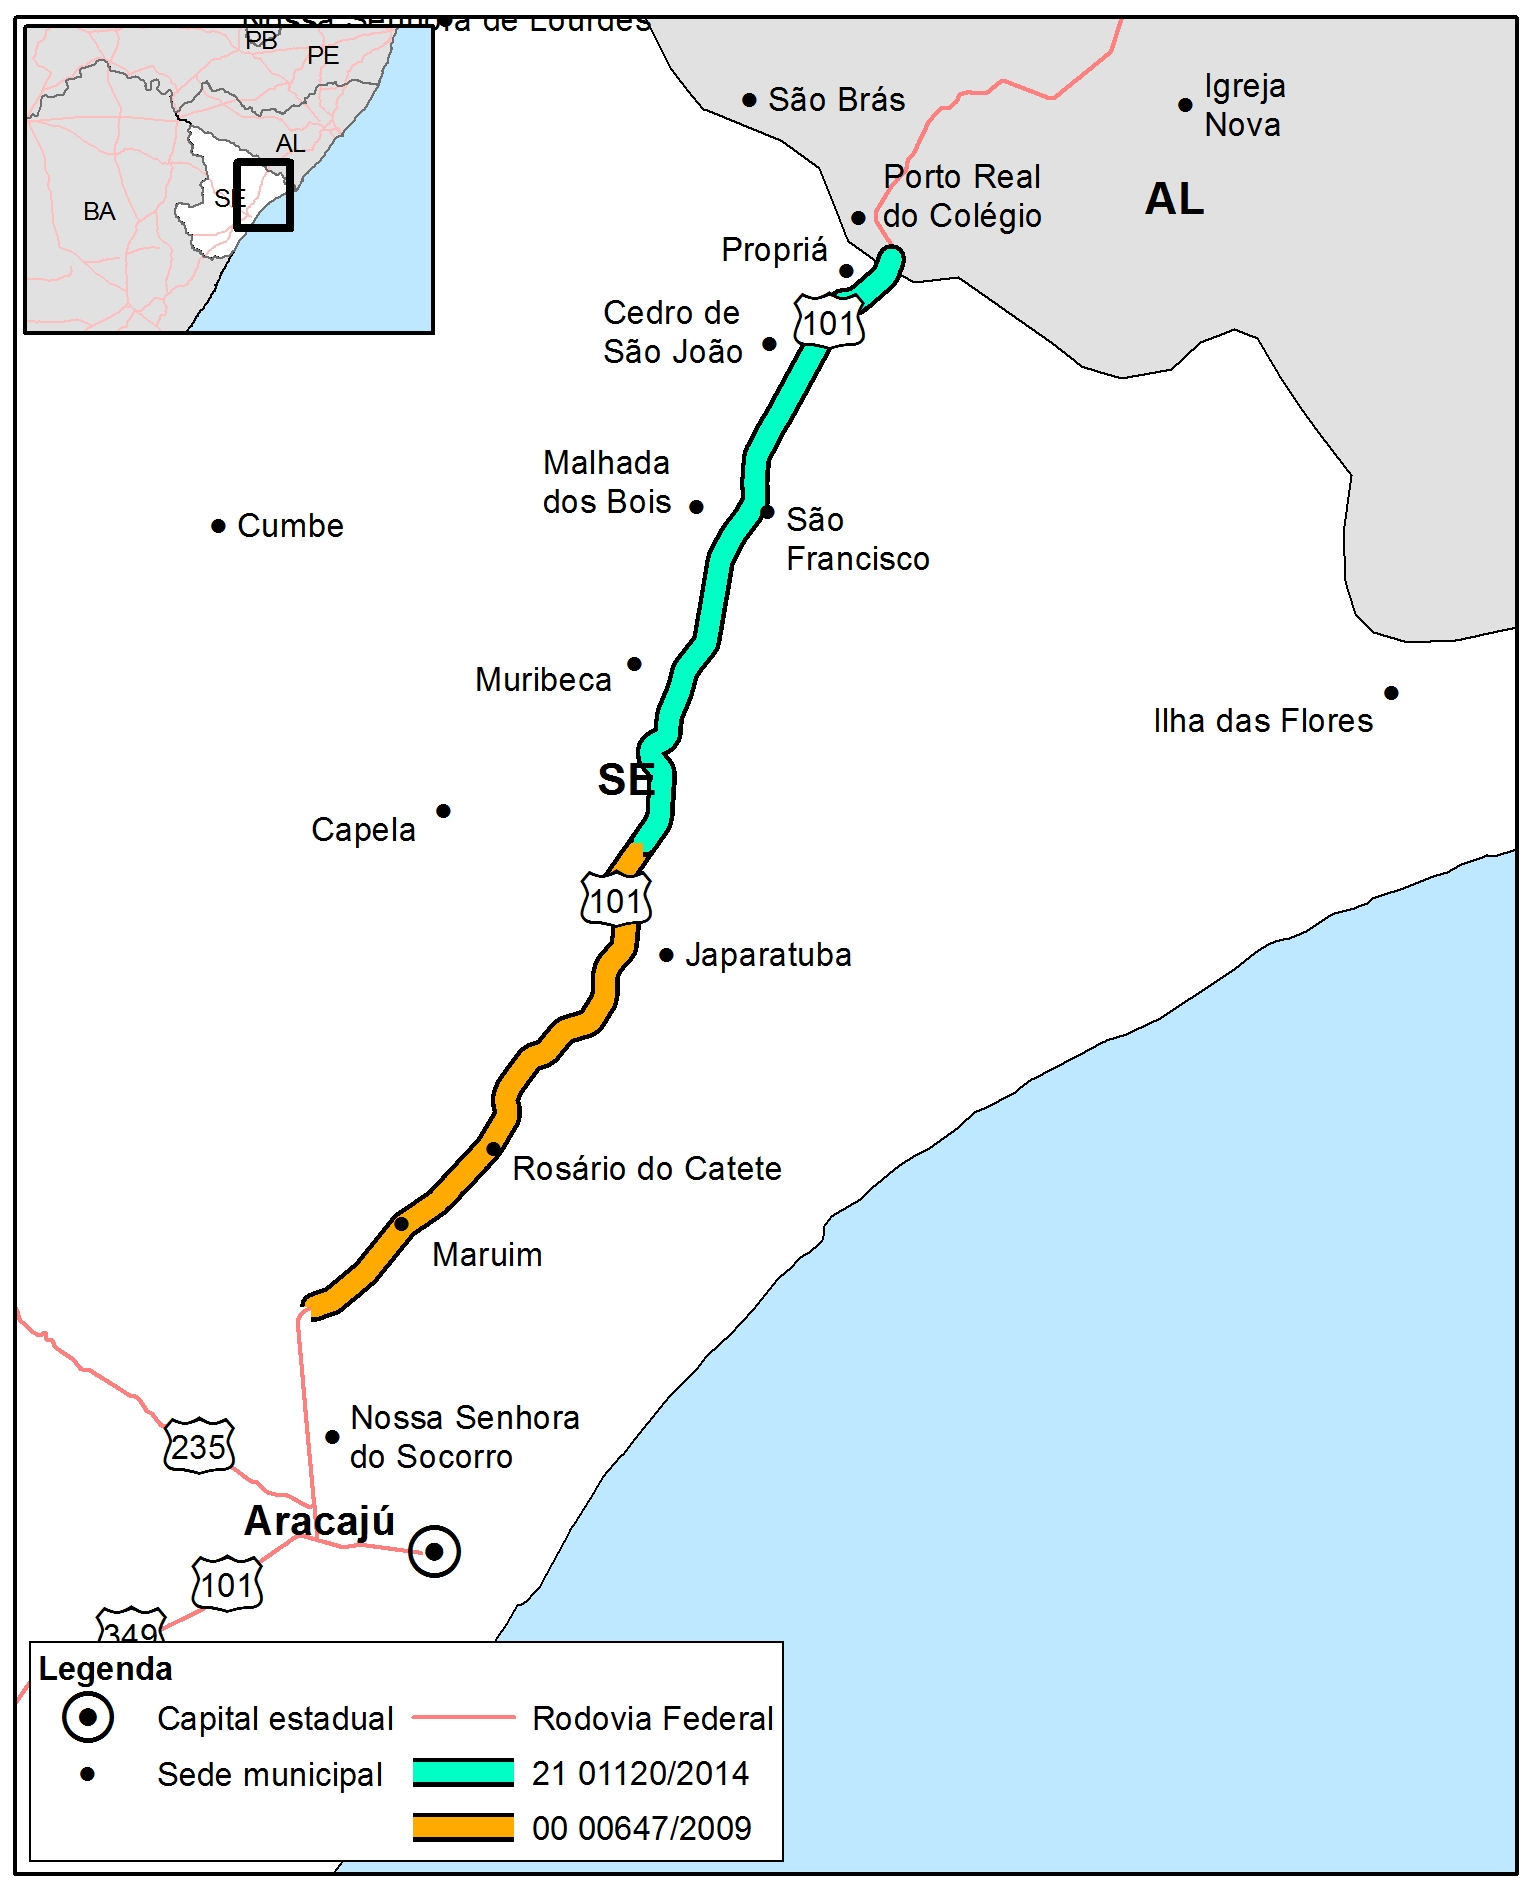 Nossa Senhora de Lourdes
PB
PE
AL
SE
BA
São Brás
Igreja
Nova
Porto Real
do Colégio
AL
Propriá
101
Cedro de
São João
Malhada
dos Bois
São
Francisco
Cumbe
Muribeca
Ilha das Flores
SE
Capela
101
Japaratuba
Rosário do Catete
Maruim
Nossa Senhora
do Socorro
235
Aracajú
101
349
Legenda
Capital estadual
Rodovia Federal
Sede municipal
21 01120/2014
00 00647/2009